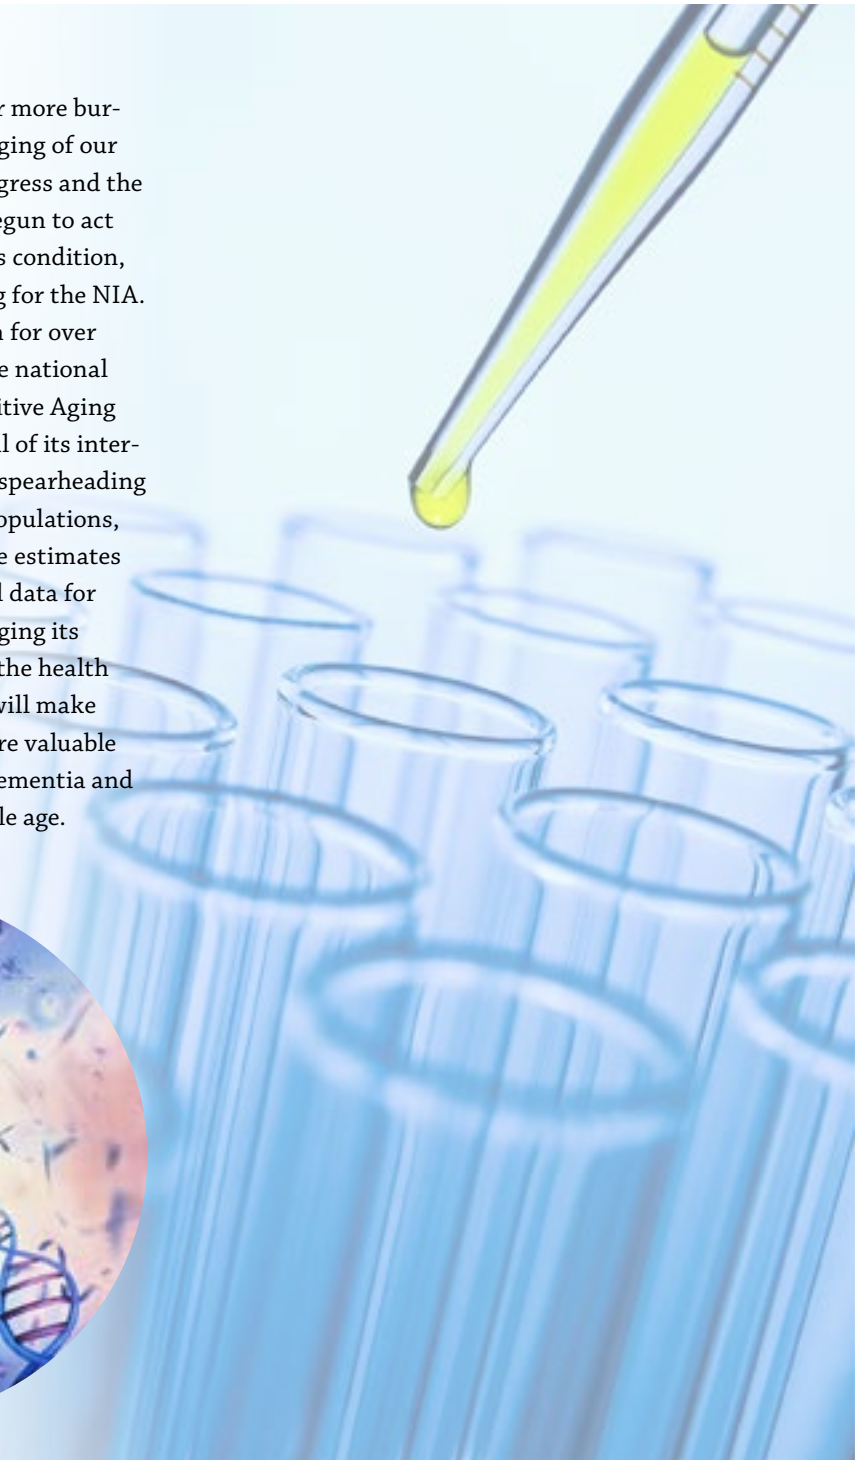 r more bur-
ging of our
gress and the
egun to act
s condition,
g for the NIA.
n for over
e national
itive Aging
l of its inter-
spearheading
opulations,
e estimates
l data for
ging its
the health
will make
re valuable
ementia and
le age.